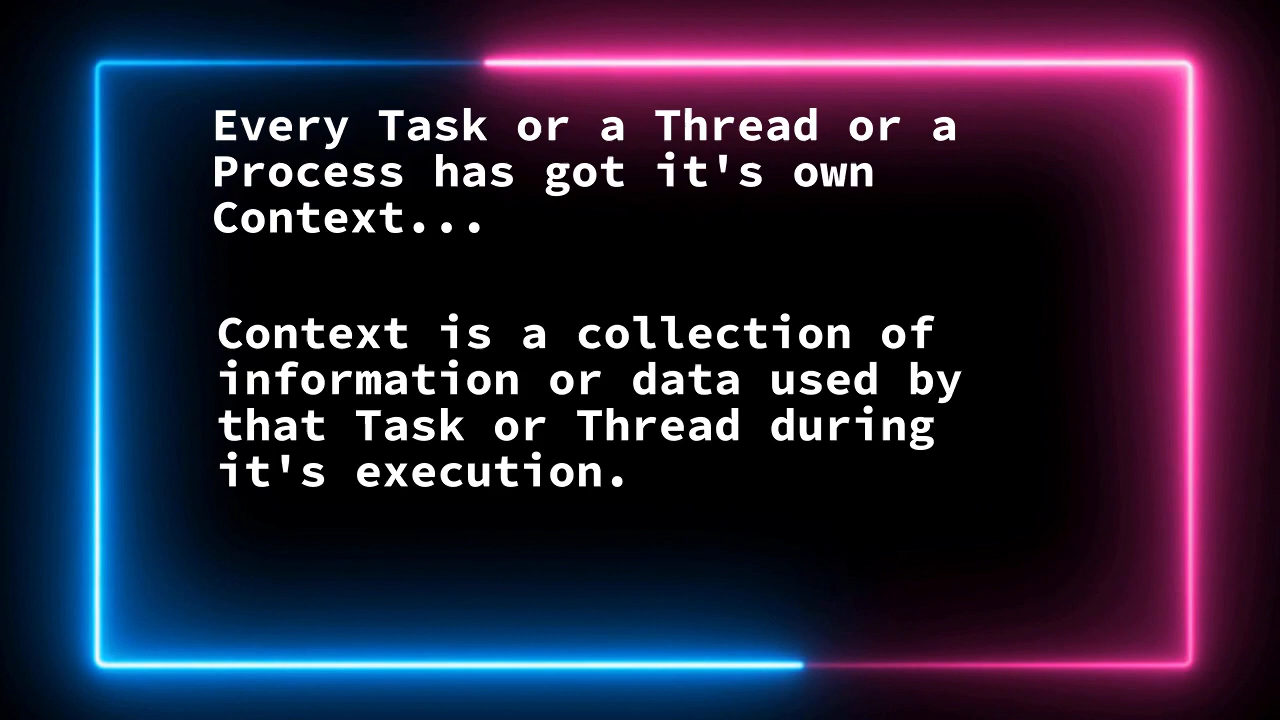 Every Task or a Thread or a
Process has got it's own
Context...
Context is a collection of
information or data used by
that Task or Thread during
it's execution.